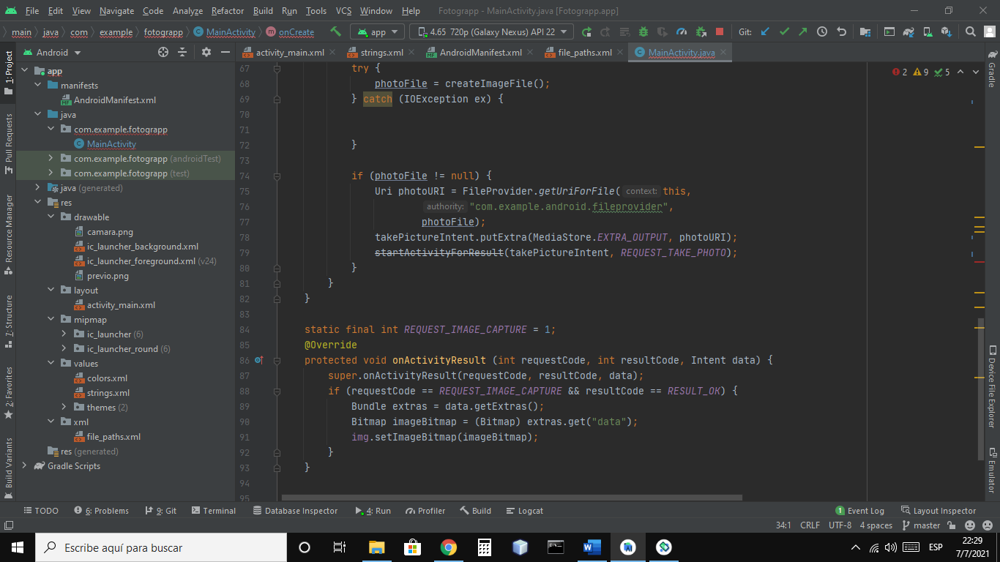 File Edit View Navigate Code Analyze Refactor Build Run Tools VCS Window Help Fotograpp - MainActivity.java [Fotograpp.app]
main java com example fotograpp MainActivity onCreate app 4.65 720p (Galaxy Nexus) API 22 Git:
Android activity_main.xml strings.xml AndroidManifest.xml file_paths.xml MainActivity.java
1: Project
Pull Requests
Resource Manager
7: Structure
2: Favorites
Build Variants
app
manifests
AndroidManifest.xml
java
com.example.fotograpp
MainActivity
com.example.fotograpp (androidTest)
com.example.fotograpp (test)
java (generated)
res
drawable
camara.png
ic_launcher_background.xml
ic_launcher_foreground.xml (v24)
previo.png
layout
activity_main.xml
mipmap
ic_launcher (6)
ic_launcher_round (6)
values
colors.xml
strings.xml
themes (2)
xml
file_paths.xml
res (generated)
Gradle Scripts
2 9 5
67 try {
68 photoFile = createImageFile();
69 } catch (IOException ex) {
70
71
72 }
73
74 if (photoFile != null) {
75 Uri photoURI = FileProvider.getUriForFile( context: this,
76 authority: "com.example.android.fileprovider",
77 photoFile);
78 takePictureIntent.putExtra(MediaStore.EXTRA_OUTPUT, photoURI);
79 startActivityForResult(takePictureIntent, REQUEST_TAKE_PHOTO);
80 }
81 }
82 }
83
84 static final int REQUEST_IMAGE_CAPTURE = 1;
85 @Override
86 protected void onActivityResult (int requestCode, int resultCode, Intent data) {
87 super.onActivityResult(requestCode, resultCode, data);
88 if (requestCode == REQUEST_IMAGE_CAPTURE && resultCode == RESULT_OK) {
89 Bundle extras = data.getExtras();
90 Bitmap imageBitmap = (Bitmap) extras.get("data");
91 img.setImageBitmap(imageBitmap);
92 }
93 }
94
95
Gradle
Device File Explorer
Emulator
TODO 6: Problems 9: Git Terminal Database Inspector 4: Run Profiler Build Logcat 1 Event Log Layout Inspector
34:1 CRLF UTF-8 4 spaces master
Escribe aquí para buscar
ESP
22:29
7/7/2021